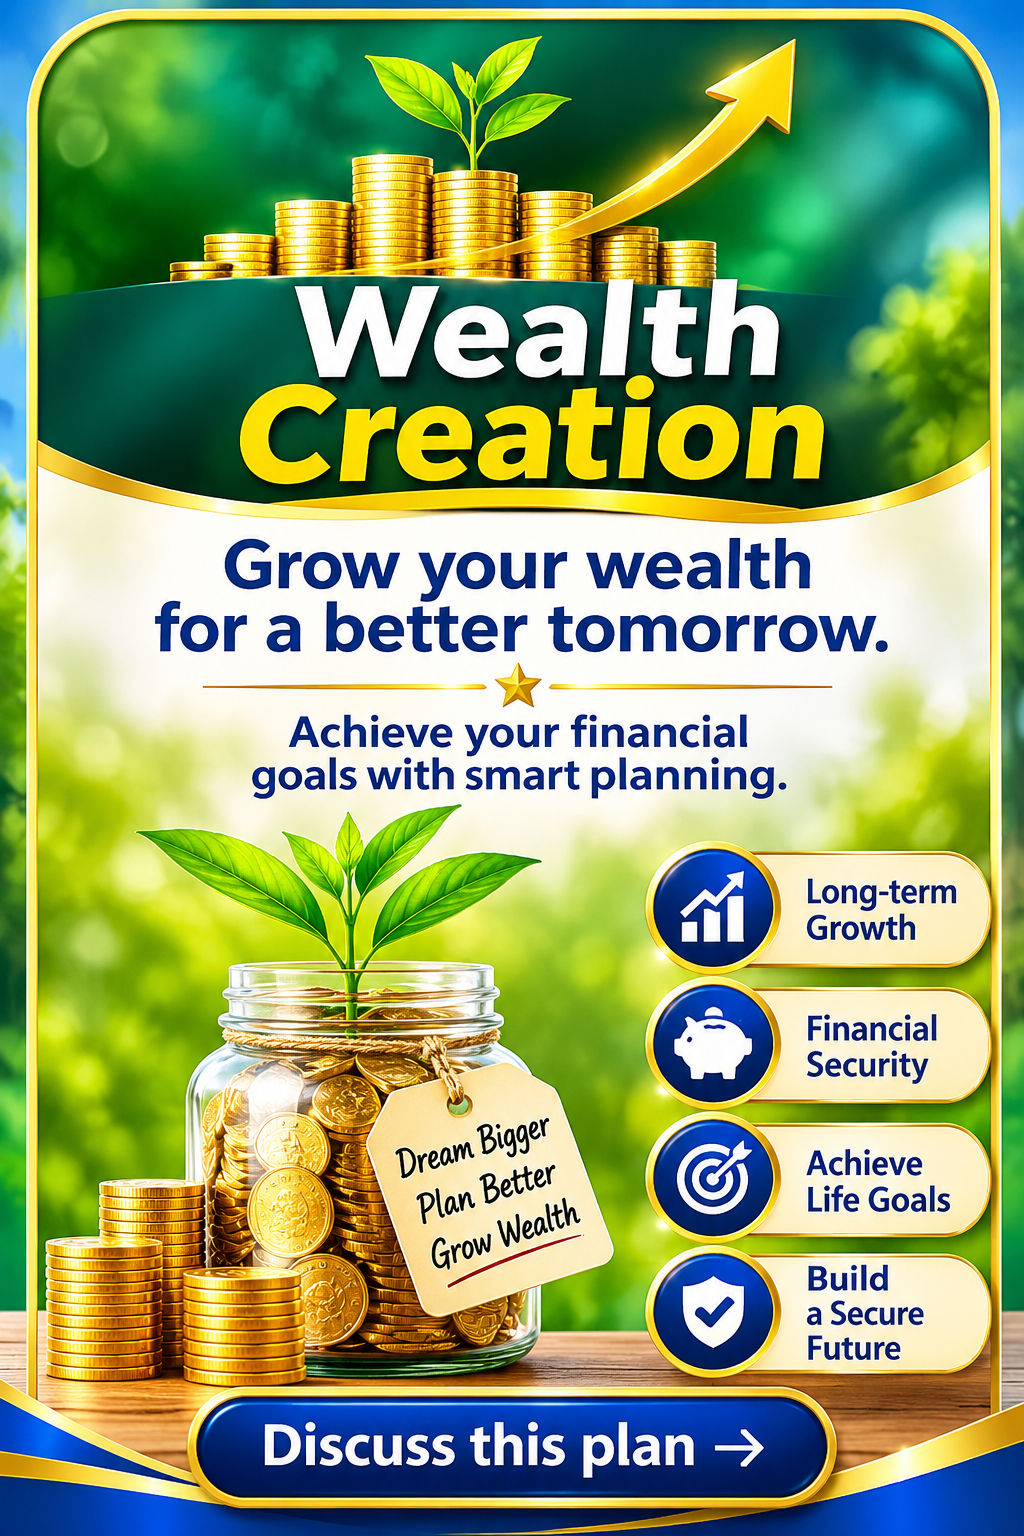 Wealth
Creation
Grow your wealth
for a better tomorrow.
Achieve your financial
goals with smart planning.
Long-term
Growth
Financial
Security
Achieve
Life Goals
Build
a Secure
Future
Dream Bigger
Plan Better
Grow Wealth
Discuss this plan →